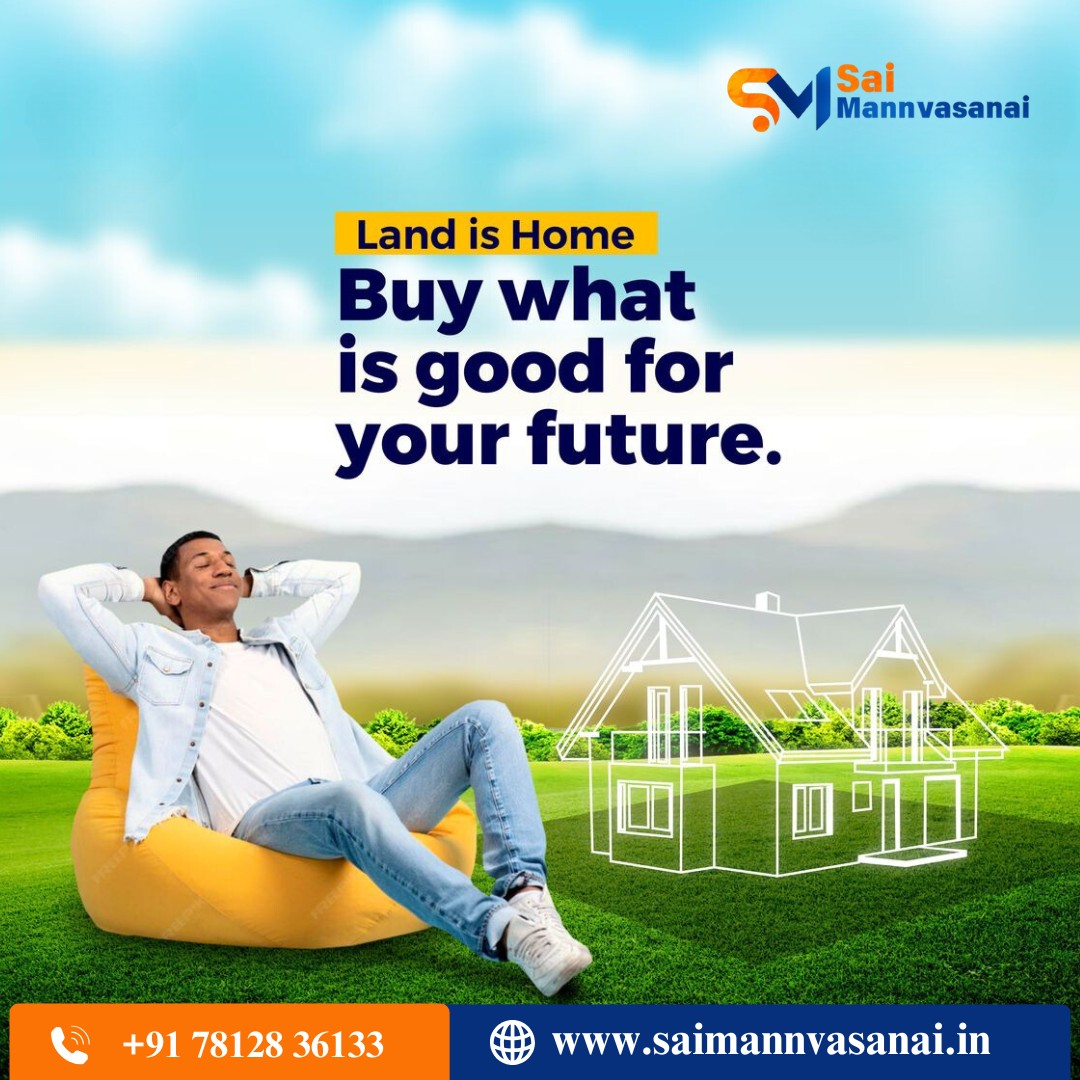 Sai
Mannvasanai
Land is Home
Buy what
is good for
your future.
+91 78128 36133
www.saimannvasanai.in